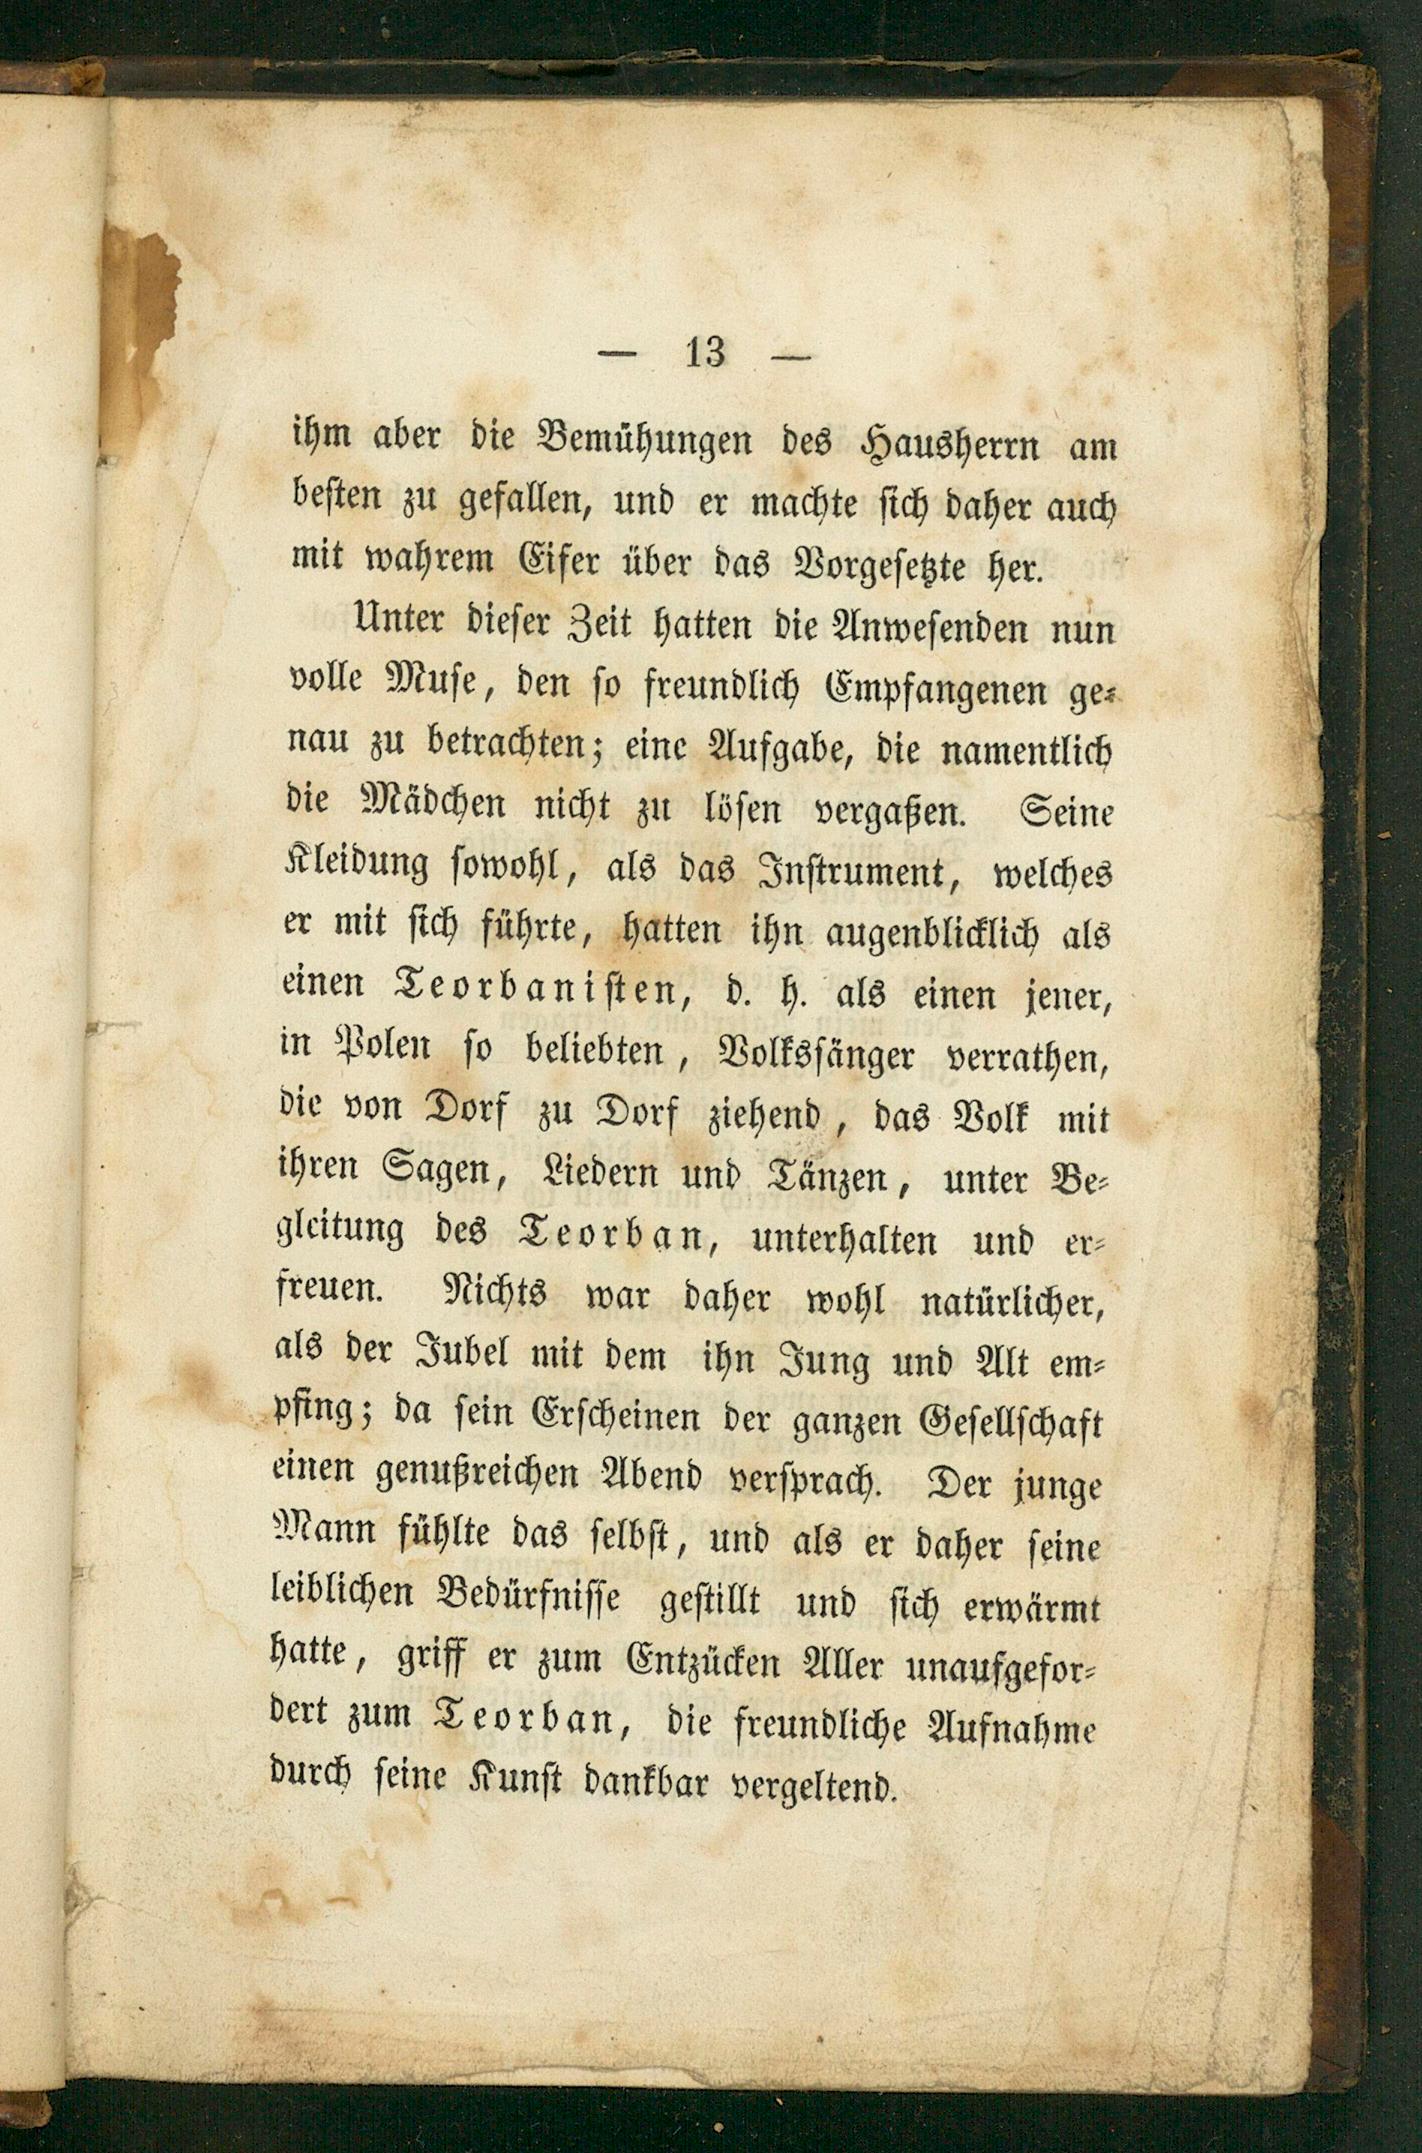 — 13 —
ihm aber die Bemühungen des Hausherrn am
besten zu gefallen, und er machte sich daher auch
mit wahrem Eifer über das Vorgesetzte her.
Unter dieser Zeit hatten die Anwesenden nun
volle Muse, den so freundlich Empfangenen ge-
nau zu betrachten; eine Aufgabe, die namentlich
die Mädchen nicht zu lösen vergaßen. Seine
Kleidung sowohl, als das Instrument, welches
er mit sich führte, hatten ihn augenblicklich als
einen Teorbanisten, d. h. als einen jener,
in Polen so beliebten, Volkssänger verrathen,
die von Dorf zu Dorf ziehend, das Volk mit
ihren Sagen, Liedern und Tänzen, unter Be-
gleitung des Teorban, unterhalten und er-
freuen. Nichts war daher wohl natürlicher,
als der Jubel mit dem ihn Jung und Alt em-
pfing; da sein Erscheinen der ganzen Gesellschaft
einen genußreichen Abend versprach. Der junge
Mann fühlte das selbst, und als er daher seine
leiblichen Bedürfnisse gestillt und sich erwärmt
hatte, griff er zum Entzücken Aller unaufgefor-
dert zum Teorban, die freundliche Aufnahme
durch seine Kunst dankbar vergeltend.